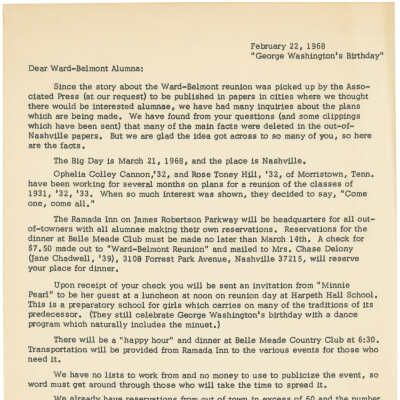 February 22, 1968
"George Washington's Birthday"
Dear Ward-Belmont Alumna:
Since the story about the Ward-Belmont reunion was picked up by the Asso-
ciated Press (at our request) to be published in papers in cities where we thought
there would be interested alumnae, we have had many inquiries about the plans
which are being made. We have found from your questions (and some clippings
which have been sent) that many of the main facts were deleted in the out-of-
Nashville papers. But we are glad the idea got across to so many of you, so here
are the facts.
The Big Day is March 21, 1968, and the place is Nashville.
Ophelia Colley Cannon,'32, and Rose Toney Hill, '32, of Morristown, Tenn.
have been working for several months on plans for a reunion of the classes of
1931, '32, '33. When so much interest was shown, they decided to say, "Come
one, come all."
The Ramada Inn on James Robertson Parkway will be headquarters for all out-
of-towners with all alumnae making their own reservations. Reservations for the
dinner at Belle Meade Club must be made no later than March 14th. A check for
$7.50 made out to "Ward-Belmont Reunion" and mailed to Mrs. Chase Delony
(Jane Chadwell, '39), 3108 Forrest Park Avenue, Nashville 37215, will reserve
your place for dinner.
Upon receipt of your check you will be sent an invitation from "Minnie
Pearl" to be her guest at a luncheon at noon on reunion day at Harpeth Hall School.
This is a preparatory school for girls which carries on many of the traditions of its
predecessor. (They still celebrate George Washington's birthday with a dance
program which naturally includes the minuet.)
There will be a "happy hour" and dinner at Belle Meade Country Club at 6:30.
Transportation will be provided from Ramada Inn to the various events for those who
need it.
We have no lists to work from and no money to use to publicize the event, so
word must get around through those who will take the time to spread it.
We already have reservations from out of town in excess of 60 and the number